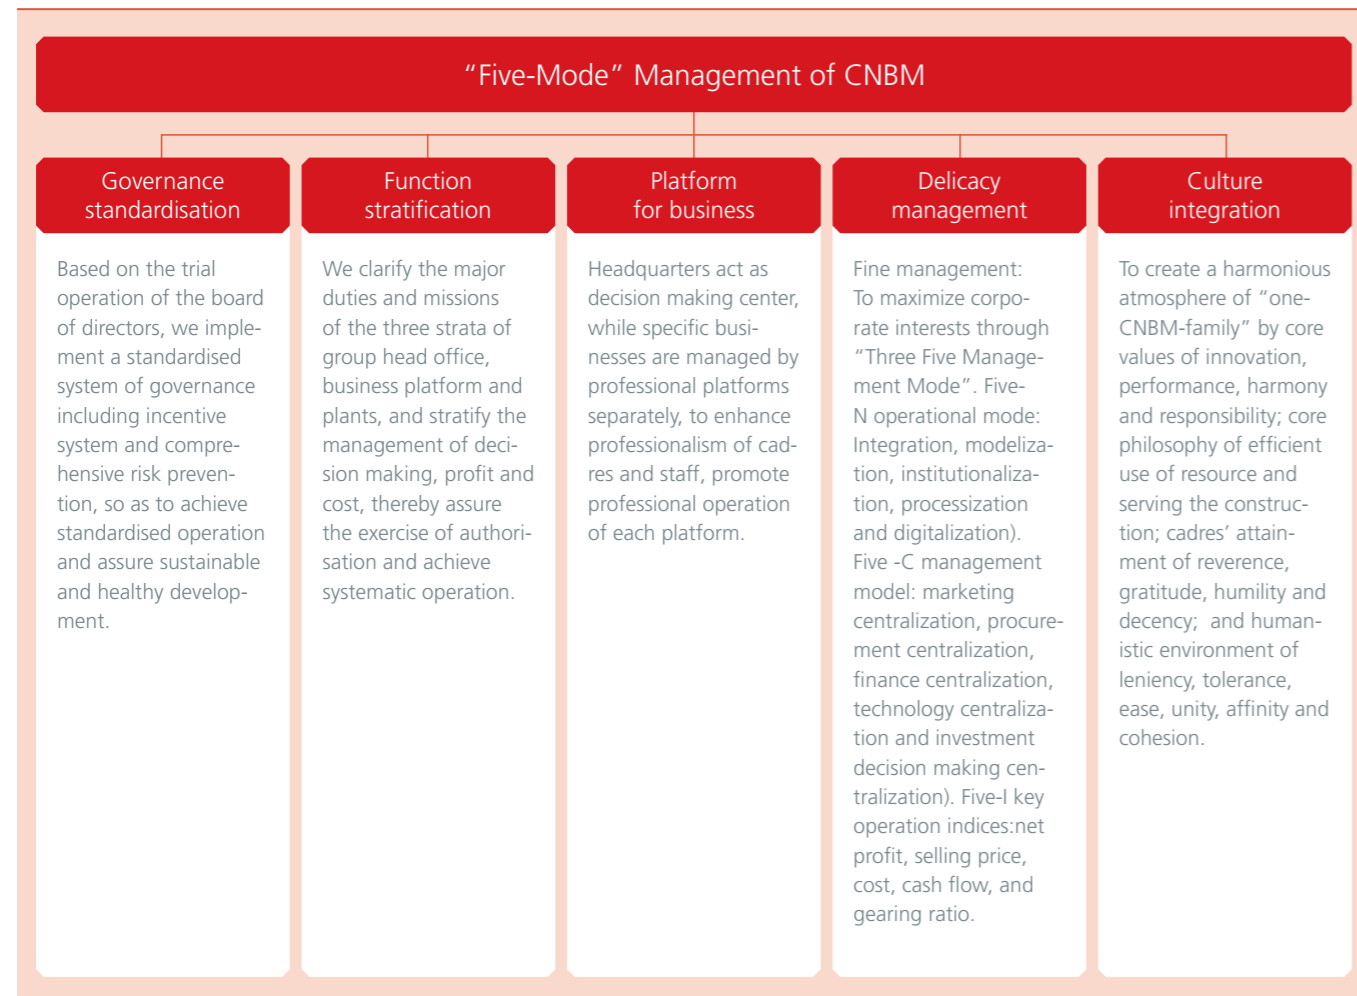 “Five-Mode” Management of CNBM
Governance
standardisation
Based on the trial
operation of the board
of directors, we imple-
ment a standardised
system of governance
including incentive
system and compre-
hensive risk preven-
tion, so as to achieve
standardised operation
and assure sustainable
and healthy develop-
ment.
Function
stratification
We clarify the major
duties and missions
of the three strata of
group head office,
business platform and
plants, and stratify the
management of deci-
sion making, profit and
cost, thereby assure
the exercise of authori-
sation and achieve
systematic operation.
Platform
for business
Headquarters act as
decision making center,
while specific busi-
nesses are managed by
professional platforms
separately, to enhance
professionalism of cad-
res and staff, promote
professional operation
of each platform.
Delicacy
management
Fine management:
To maximize corpo-
rate interests through
“Three Five Manage-
ment Mode”. Five-
N operational mode:
Integration, modeliza-
tion, institutionaliza-
tion, processization
and digitalization).
Five -C management
model: marketing
centralization, procure-
ment centralization,
finance centralization,
technology centraliza-
tion and investment
decision making cen-
tralization). Five-I key
operation indices:net
profit, selling price,
cost, cash flow, and
gearing ratio.
Culture
integration
To create a harmonious
atmosphere of “one-
CNBM-family” by core
values of innovation,
performance, harmony
and responsibility; core
philosophy of efficient
use of resource and
serving the construc-
tion; cadres’ attain-
ment of reverence,
gratitude, humility and
decency;  and human-
istic environment of
leniency, tolerance,
ease, unity, affinity and
cohesion.